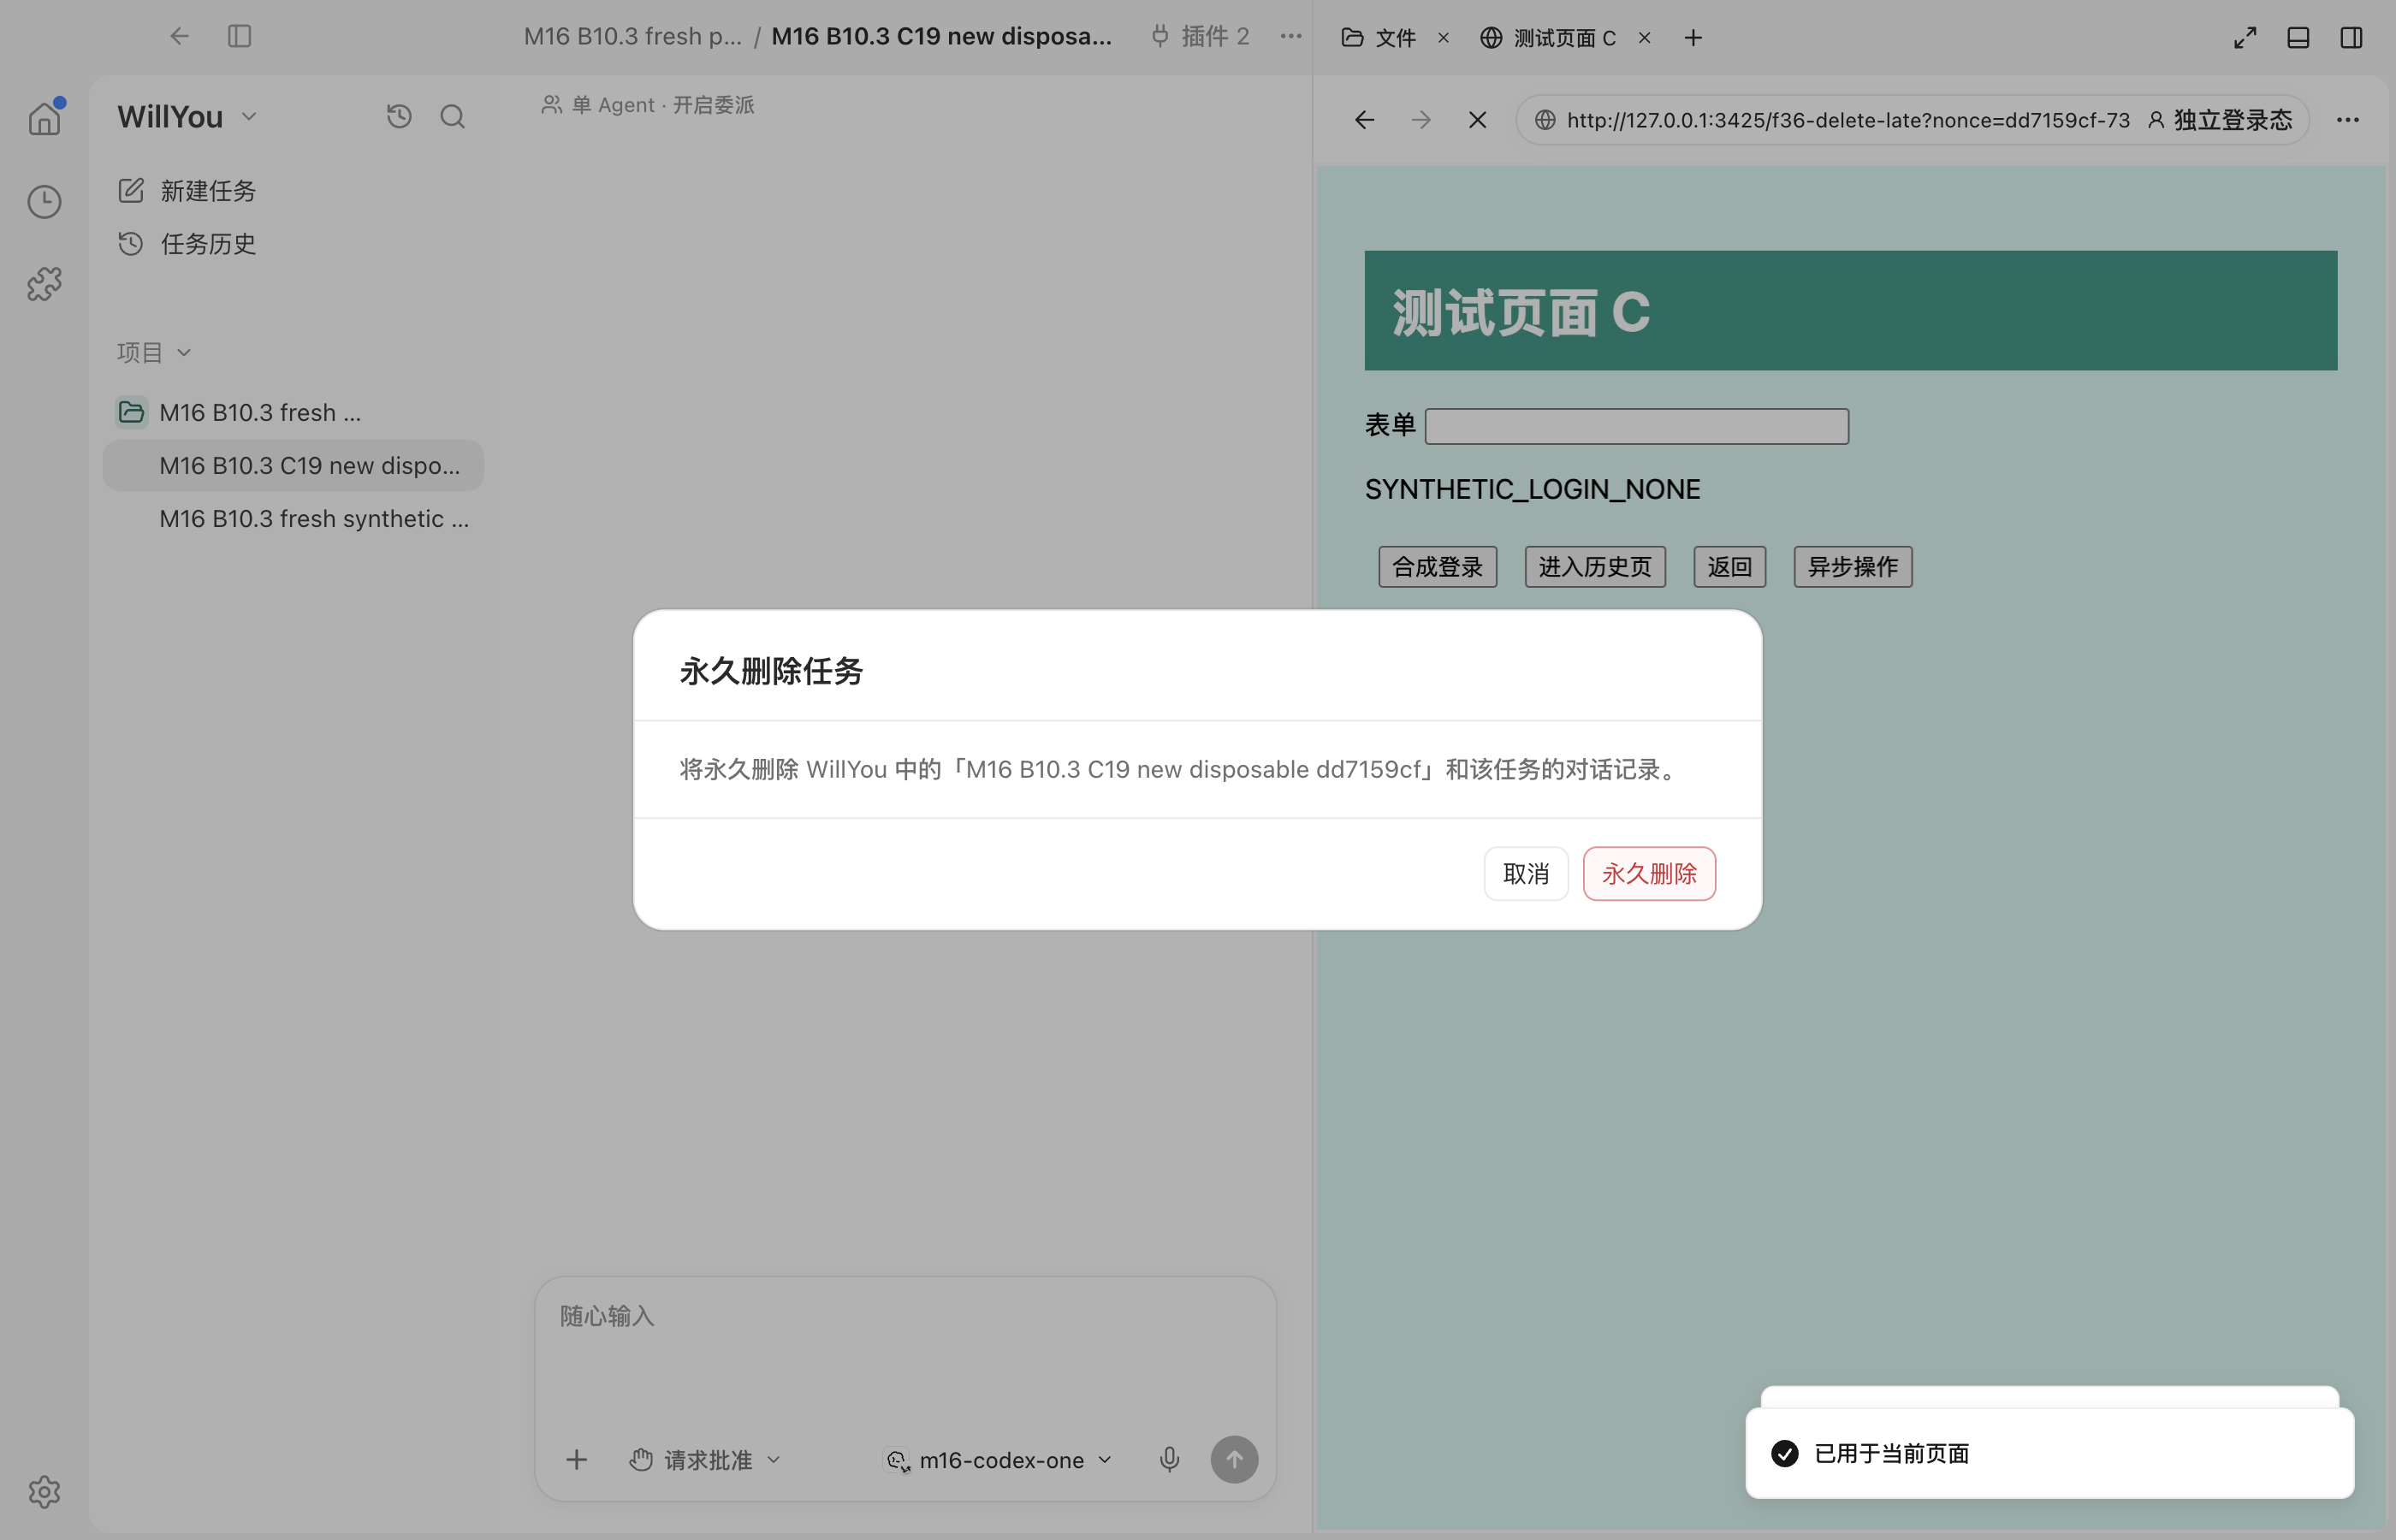 M16 B10.3 fresh p... / M16 B10.3 C19 new disposa...
插件 2
文件
测试页面 C
WillYou
新建任务
任务历史
项目
M16 B10.3 fresh ...
M16 B10.3 C19 new dispo...
M16 B10.3 fresh synthetic ...
单 Agent · 开启委派
http://127.0.0.1:3425/f36-delete-late?nonce=dd7159cf-73
独立登录态
测试页面 C
表单
SYNTHETIC_LOGIN_NONE
合成登录 进入历史页 返回 异步操作
永久删除任务
将永久删除 WillYou 中的「M16 B10.3 C19 new disposable dd7159cf」和该任务的对话记录。
取消 永久删除
随心输入
请求批准
m16-codex-one
已用于当前页面